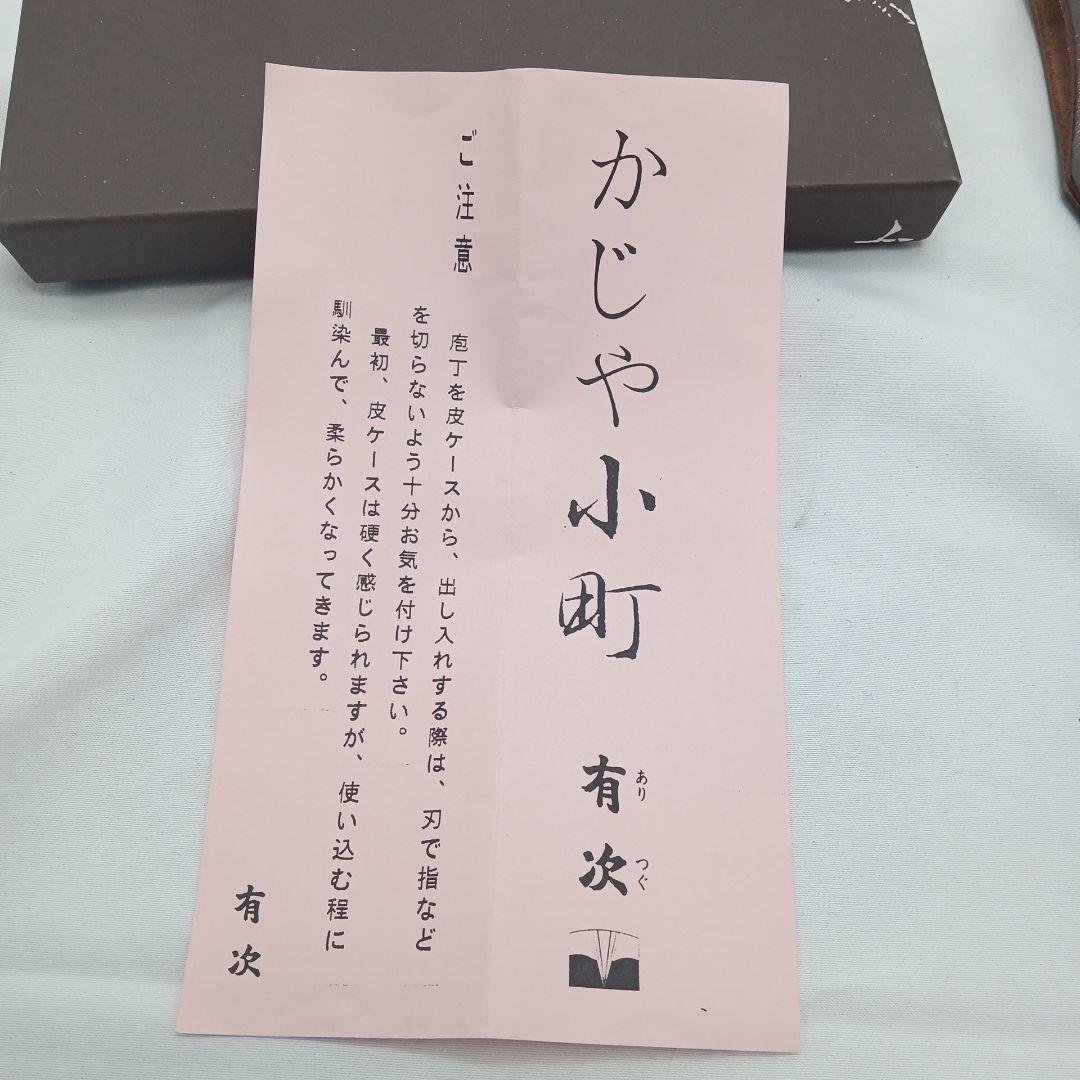 かじや小町
有次
あり
つぐ
ご注意
庖丁を皮ケースから、出し入れする際は、刃で指など
を切らないよう十分お気を付け下さい。
最初、皮ケースは硬く感じられますが、使い込む程に
馴染んで、柔らかくなってきます。
有次